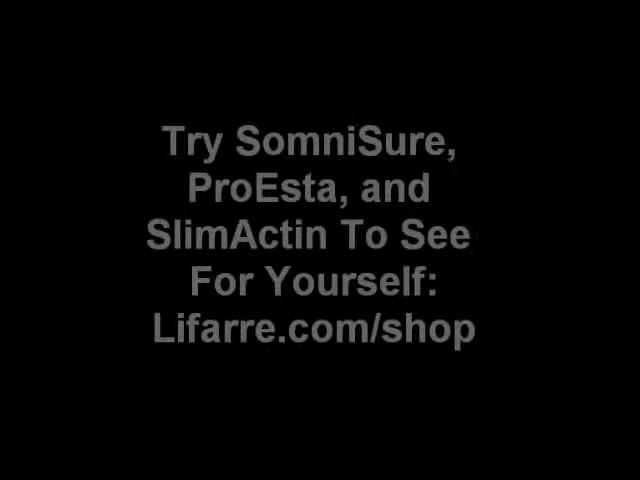 Try SomniSure,
ProEsta, and
SlimActin To See
For Yourself:
Lifarre.com/shop